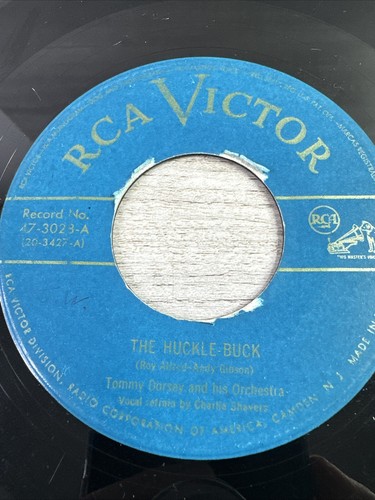 RCA VICTOR
Record No.
47-3028-A
(20-3427-A)
RCA
"HIS MASTER'S VOICE"
THE HUCKLE-BUCK
(Roy Alfred-Andy Gibson)
Tommy Dorsey and his Orchestra
Vocal refrain by Charlie Shavers
RCA VICTOR DIVISION, RADIO CORPORATION OF AMERICA, CAMDEN, N. J. MADE IN